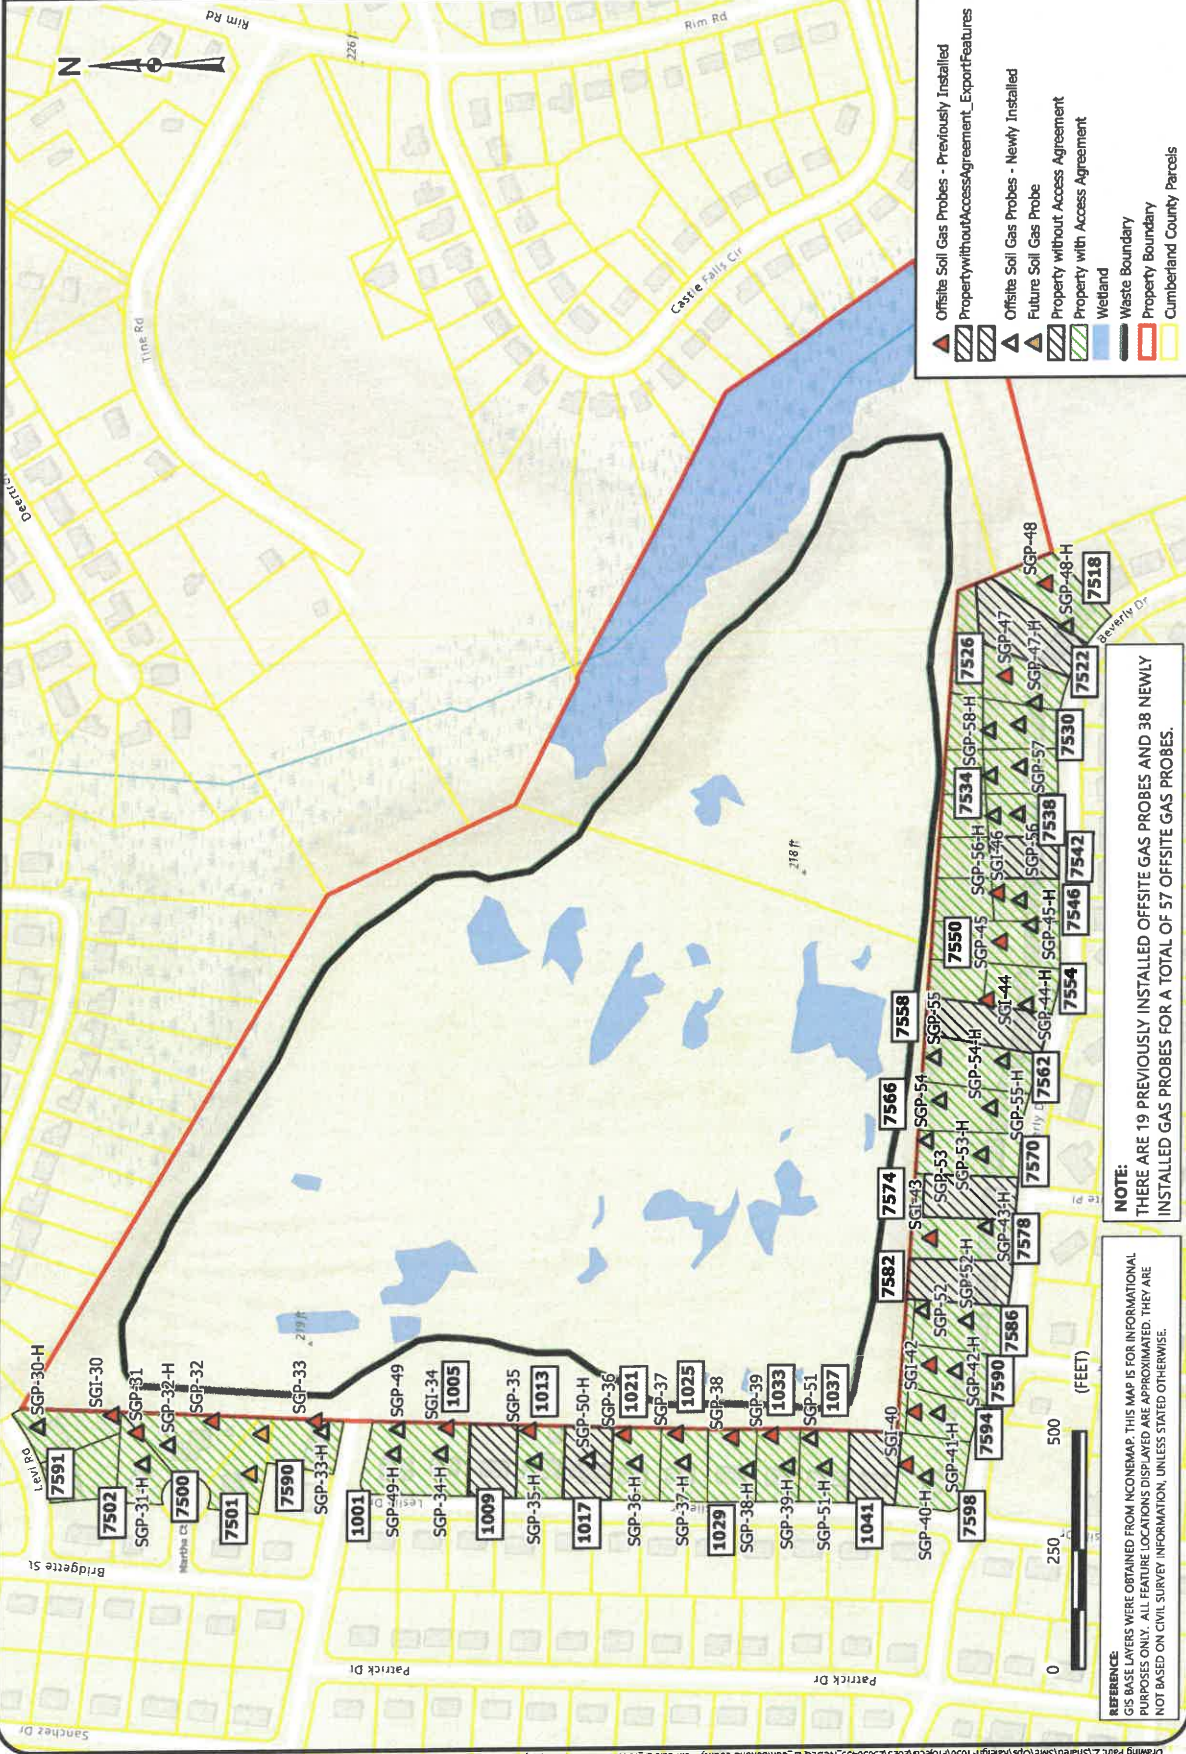 Rim Rd
Rim Rd
N
226 ft
Tine Rd
Castle Falls Cir
218 ft
219 ft
Levi Rd
Bridgette St
Martha Ct
Patrick Dr
Patrick Dr
Sanchez Dr
Beverly Dr
SGP-30-H
SGI-30
SGP-31
SGP-32-H
SGP-32
SGP-33
SGP-49
SGI-34
1005
SGP-35
1013
SGP-50-H
SGP-36
1021
SGP-37
1025
SGP-38
SGP-39
1033
SGP-51
1037
7591
7502
SGP-31-H
7500
7501
7590
SGP-33-H
1001
SGP-49-H
SGP-34-H
1009
SGP-35-H
1017
SGP-36-H
SGP-37-H
1029
SGP-38-H
SGP-39-H
SGP-51-H
1041
SGP-40-H
7598
SGI-40
SGP-41-H
7594
SGI-42
SGP-42-H
7590
7586
SGP-52
SGP-52-H
7582
SGI-43
SGP-43-H
7578
7574
SGP-53
SGP-53-H
7570
7566
SGP-54
SGP-54-H
SGP-55-H
7562
7558
SGP-55
SGI-44
SGP-44-H
7554
7550
SGP-45
SGP-45-H
7546
SGP-56-H
SGI-46
SGP-56
7542
7538
7534
SGP-58-H
SGP-57
7530
7526
SGP-47
SGP-47-H
7522
SGP-48
SGP-48-H
7518
Offsite Soil Gas Probes - Previously Installed
PropertywithoutAccessAgreement_ExportFeatures
Offsite Soil Gas Probes - Newly Installed
Future Soil Gas Probe
Property without Access Agreement
Property with Access Agreement
Wetland
Waste Boundary
Property Boundary
Cumberland County Parcels
0 250 500
(FEET)
REFERENCE:
GIS BASE LAYERS WERE OBTAINED FROM NCONEMAP. THIS MAP IS FOR INFORMATIONAL
PURPOSES ONLY. ALL FEATURE LOCATIONS DISPLAYED ARE APPROXIMATED. THEY ARE
NOT BASED ON CIVIL SURVEY INFORMATION, UNLESS STATED OTHERWISE.
NOTE:
THERE ARE 19 PREVIOUSLY INSTALLED OFFSITE GAS PROBES AND 38 NEWLY
INSTALLED GAS PROBES FOR A TOTAL OF 57 OFFSITE GAS PROBES.